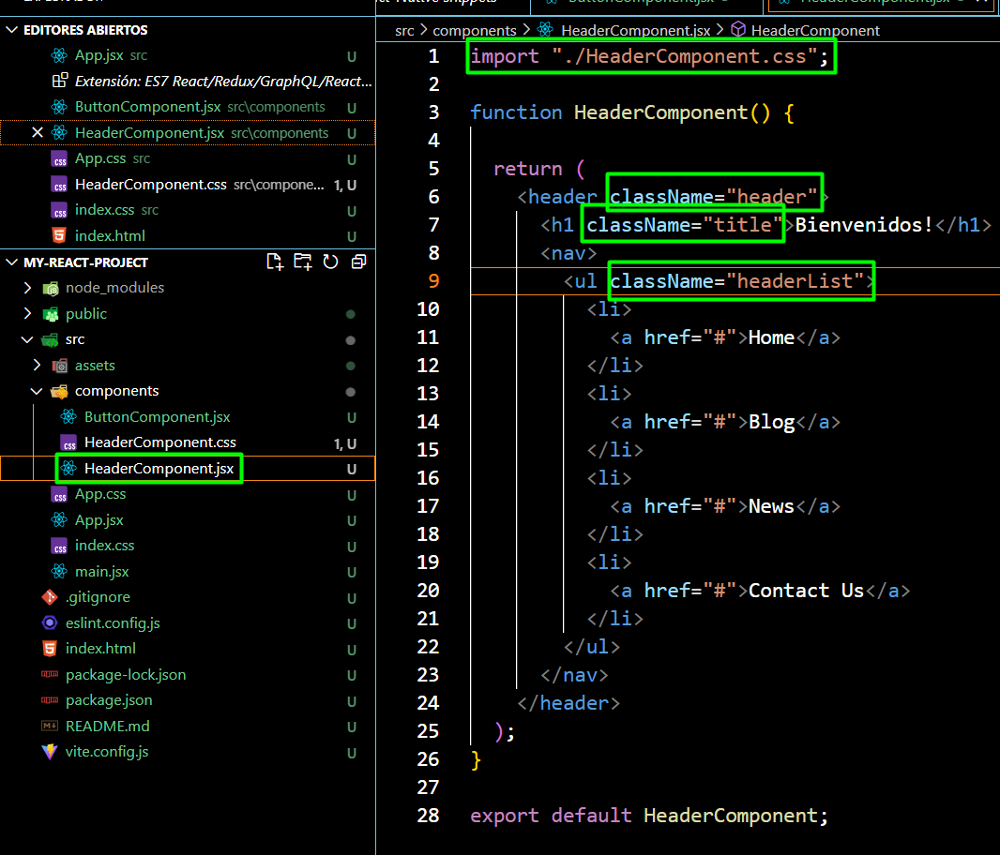 EDITORES ABIERTOS
App.jsx src U
Extensión: ES7 React/Redux/GraphQL/React...
ButtonComponent.jsx src\components U
HeaderComponent.jsx src\components U
App.css src U
HeaderComponent.css src\compone... 1, U
index.css src U
index.html U
MY-REACT-PROJECT
node_modules
public
src
assets
components
ButtonComponent.jsx U
HeaderComponent.css 1, U
HeaderComponent.jsx U
App.css U
App.jsx U
index.css U
main.jsx U
.gitignore U
eslint.config.js U
index.html U
package-lock.json U
package.json U
README.md U
vite.config.js U
src > components > HeaderComponent.jsx > HeaderComponent
1 import "./HeaderComponent.css";
2
3 function HeaderComponent() {
4
5 return (
6 <header className="header">
7 <h1 className="title">Bienvenidos!</h1>
8 <nav>
9 <ul className="headerList">
10 <li>
11 <a href="#">Home</a>
12 </li>
13 <li>
14 <a href="#">Blog</a>
15 </li>
16 <li>
17 <a href="#">News</a>
18 </li>
19 <li>
20 <a href="#">Contact Us</a>
21 </li>
22 </ul>
23 </nav>
24 </header>
25 );
26 }
27
28 export default HeaderComponent;